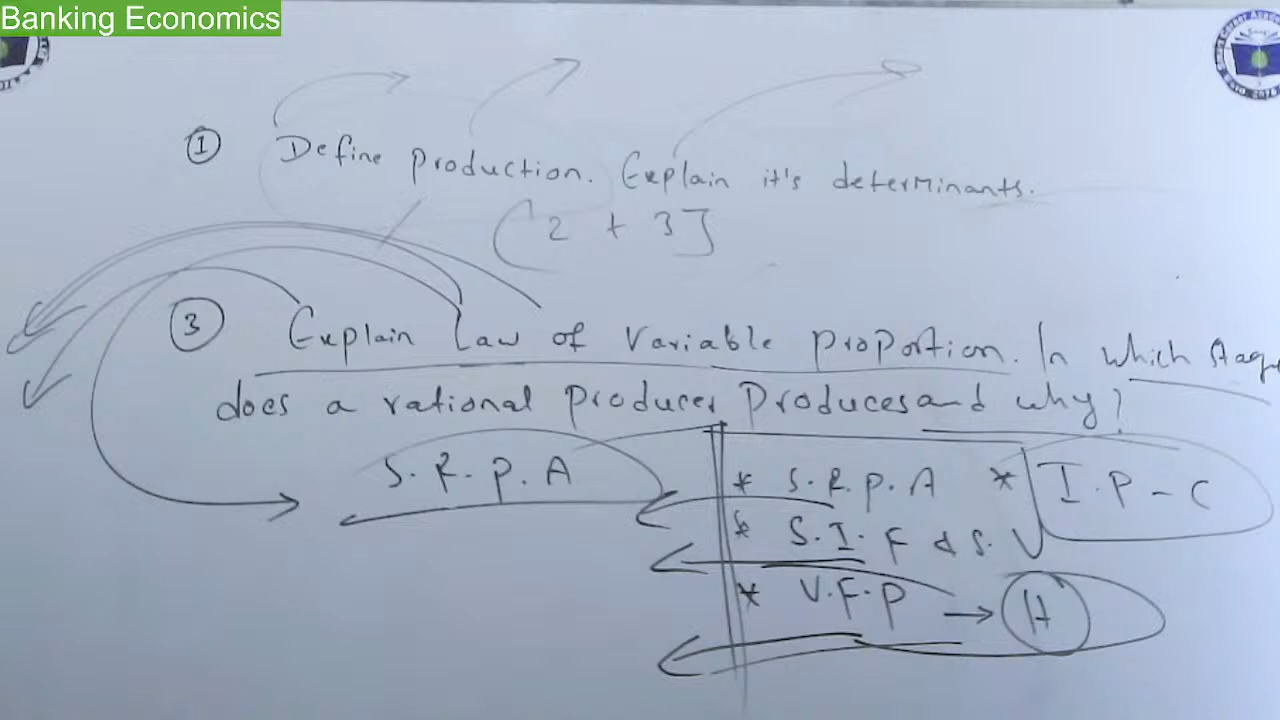 Banking Economics
① Define production. Explain it's determinants.
[2 + 3]
③ Explain Law of Variable proportion. In which stage
does a rational producer produces and why?
S.R.P.A
* S.R.P.A * I.P-C
* S.I.F & S.V
* V.F.P → H